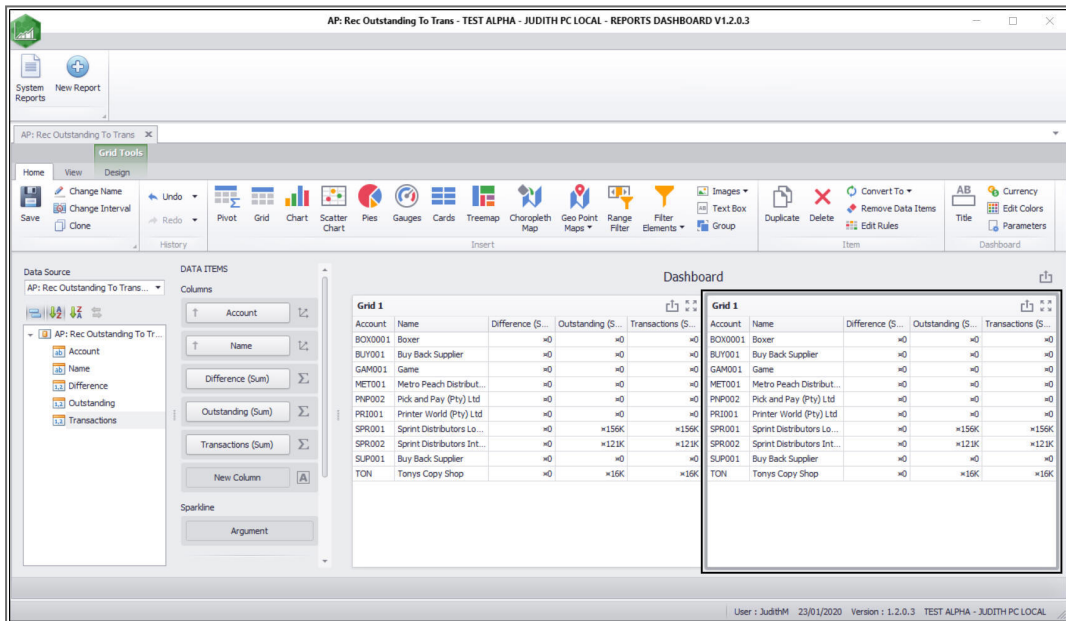 AP: Rec Outstanding To Trans - TEST ALPHA - JUDITH PC LOCAL - REPORTS DASHBOARD V1.2.0.3
System Reports
New Report
AP: Rec Outstanding To Trans
Grid Tools
Home View Design
Save
Change Name
Change Interval
Clone
Undo
Redo
History
Pivot
Grid
Chart
Scatter Chart
Pies
Gauges
Cards
Treemap
Choropleth Map
Geo Point Maps
Range Filter
Filter Elements
Images
Text Box
Group
Insert
Duplicate
Delete
Convert To
Remove Data Items
Edit Rules
Item
AB
Title
Currency
Edit Colors
Parameters
Dashboard
Data Source
AP: Rec Outstanding To Trans...
AP: Rec Outstanding To Tr...
ab Account
ab Name
1,2 Difference
1,2 Outstanding
1,2 Transactions
DATA ITEMS
Columns
Account
Name
Difference (Sum)
Outstanding (Sum)
Transactions (Sum)
New Column
Sparkline
Argument
Dashboard
Grid 1
Account Name Difference (S... Outstanding (S... Transactions (S...
BOX0001 Boxer ¤0 ¤0 ¤0
BUY001 Buy Back Supplier ¤0 ¤0 ¤0
GAM001 Game ¤0 ¤0 ¤0
MET001 Metro Peach Distribut... ¤0 ¤0 ¤0
PNP002 Pick and Pay (Pty) Ltd ¤0 ¤0 ¤0
PRI001 Printer World (Pty) Ltd ¤0 ¤0 ¤0
SPR001 Sprint Distributors Lo... ¤0 ¤156K ¤156K
SPR002 Sprint Distributors Int... ¤0 ¤121K ¤121K
SUP001 Buy Back Supplier ¤0 ¤0 ¤0
TON Tonys Copy Shop ¤0 ¤16K ¤16K
Grid 1
Account Name Difference (S... Outstanding (S... Transactions (S...
BOX0001 Boxer ¤0 ¤0 ¤0
BUY001 Buy Back Supplier ¤0 ¤0 ¤0
GAM001 Game ¤0 ¤0 ¤0
MET001 Metro Peach Distribut... ¤0 ¤0 ¤0
PNP002 Pick and Pay (Pty) Ltd ¤0 ¤0 ¤0
PRI001 Printer World (Pty) Ltd ¤0 ¤0 ¤0
SPR001 Sprint Distributors Lo... ¤0 ¤156K ¤156K
SPR002 Sprint Distributors Int... ¤0 ¤121K ¤121K
SUP001 Buy Back Supplier ¤0 ¤0 ¤0
TON Tonys Copy Shop ¤0 ¤16K ¤16K
User : JudithM 23/01/2020 Version : 1.2.0.3 TEST ALPHA - JUDITH PC LOCAL